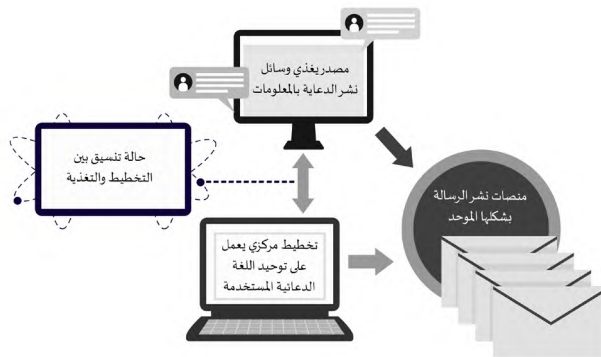 مصدر يغذي وسائل
نشر الدعاية بالمعلومات
حالة تنسيق بين
التخطيط والتغذية
منصات نشر الرسالة
بشكلها الموحد
تخطيط مركزي يعمل
على توحيد اللغة
الدعائية المستخدمة